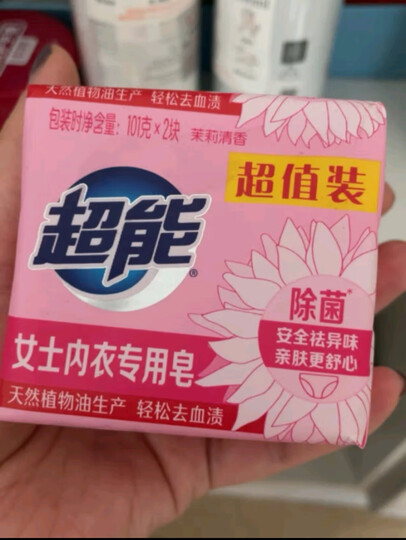 天然植物油生产 轻松去血渍
包装时净含量：101克×2块 茉莉清香
超值装
超能®
除菌*
安全祛异味
亲肤更舒心
女士内衣专用皂
天然植物油生产 轻松去血渍